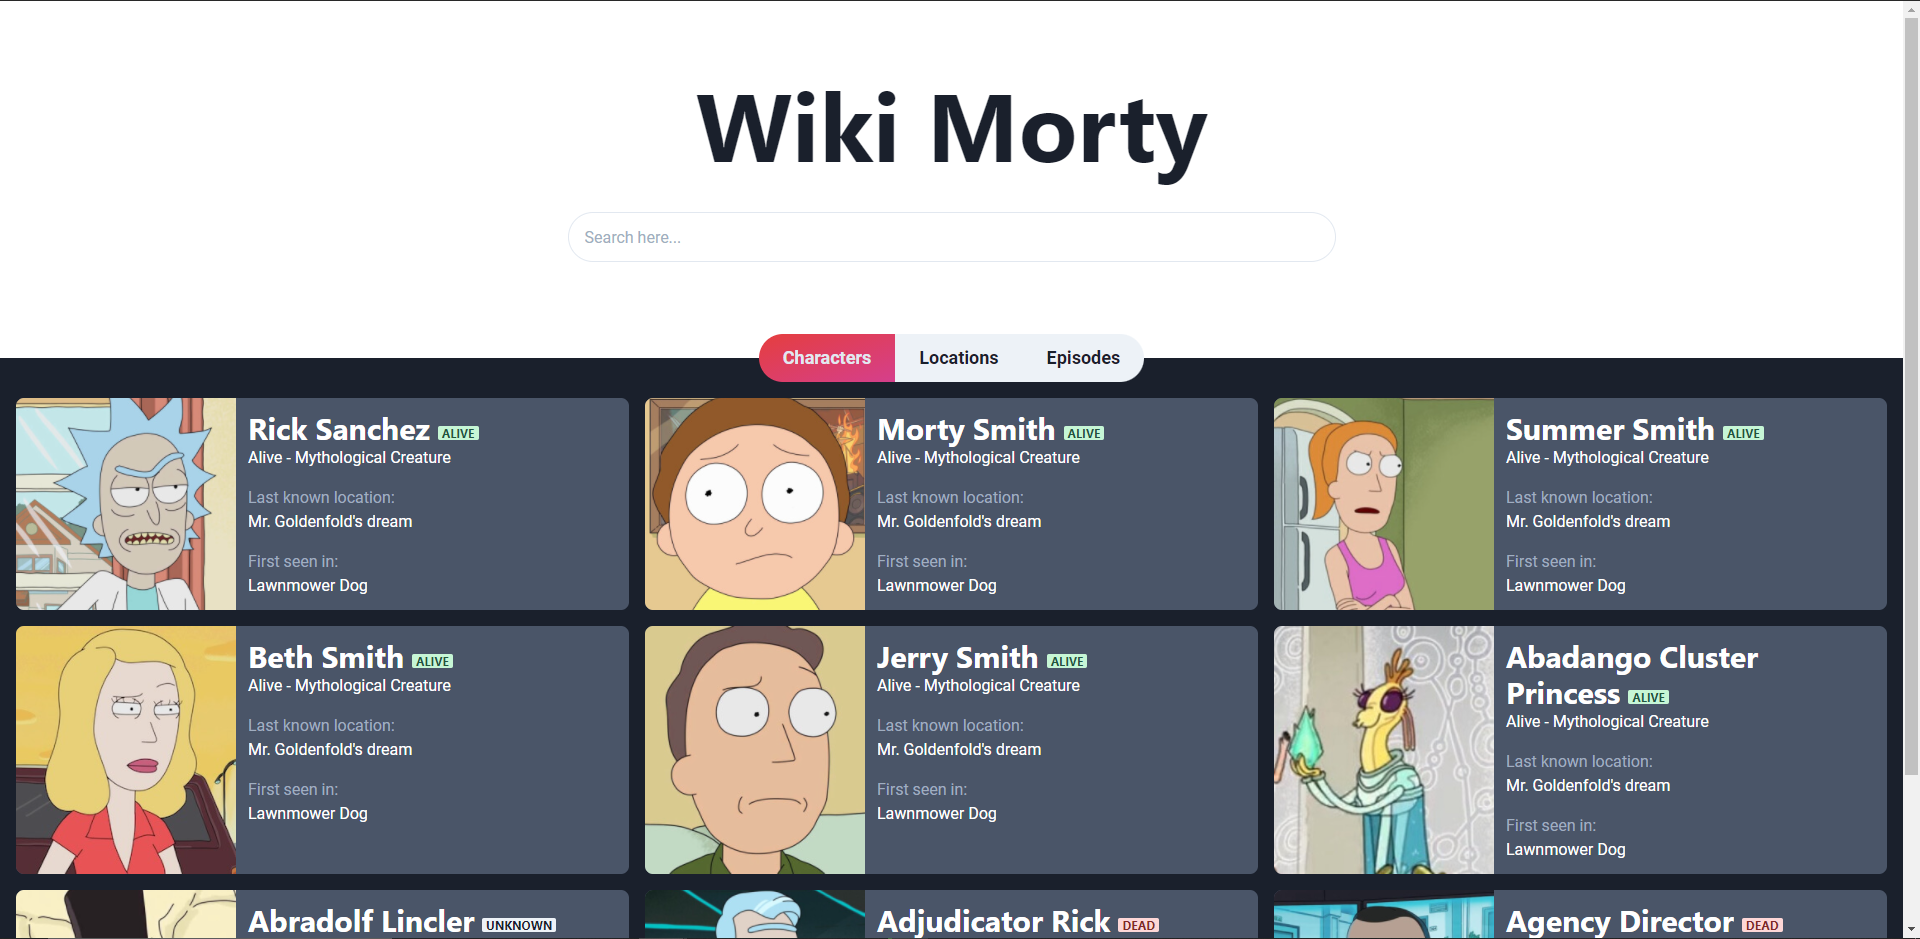 Wiki Morty
Search here...
Characters
Locations
Episodes
Rick Sanchez ALIVE
Alive - Mythological Creature
Last known location:
Mr. Goldenfold's dream
First seen in:
Lawnmower Dog
Morty Smith ALIVE
Alive - Mythological Creature
Last known location:
Mr. Goldenfold's dream
First seen in:
Lawnmower Dog
Summer Smith ALIVE
Alive - Mythological Creature
Last known location:
Mr. Goldenfold's dream
First seen in:
Lawnmower Dog
Beth Smith ALIVE
Alive - Mythological Creature
Last known location:
Mr. Goldenfold's dream
First seen in:
Lawnmower Dog
Jerry Smith ALIVE
Alive - Mythological Creature
Last known location:
Mr. Goldenfold's dream
First seen in:
Lawnmower Dog
Abadango Cluster
Princess ALIVE
Alive - Mythological Creature
Last known location:
Mr. Goldenfold's dream
First seen in:
Lawnmower Dog
Abradolf Lincler UNKNOWN
Adjudicator Rick DEAD
Agency Director DEAD